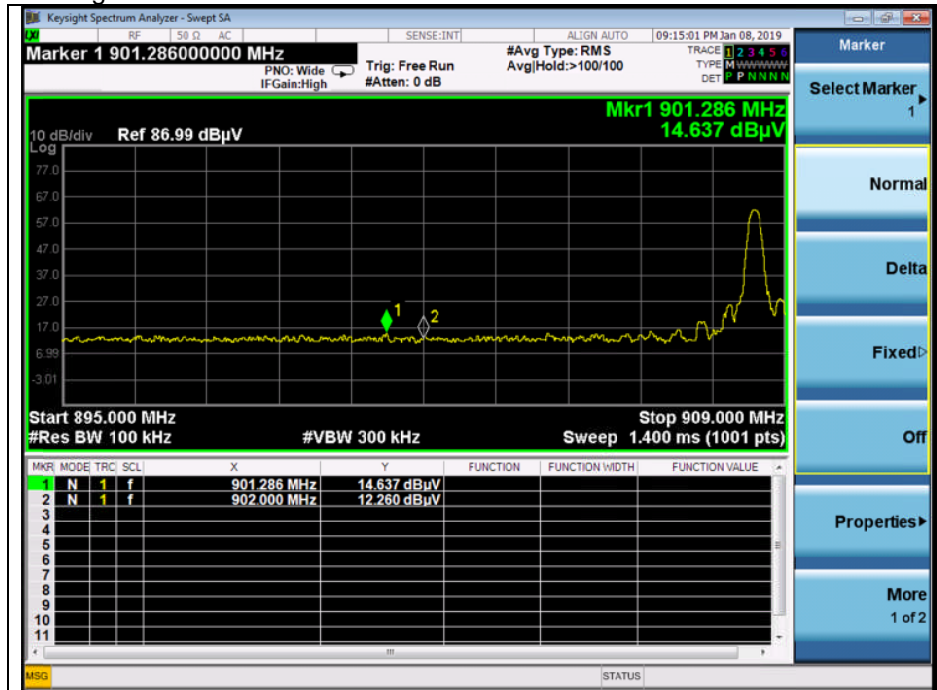 Keysight Spectrum Analyzer - Swept SA
LXI RF 50 Ω AC SENSE:INT ALIGN AUTO 09:15:01 PM Jan 08, 2019
Marker 1 901.286000000 MHz
PNO: Wide
IFGain:High
Trig: Free Run
#Atten: 0 dB
#Avg Type: RMS
Avg|Hold:>100/100
TRACE 1 2 3 4 5 6
TYPE M WWWWW
DET P P N N N N
Mkr1 901.286 MHz
14.637 dBµV
10 dB/div Ref 86.99 dBµV
Log
77.0
67.0
57.0
47.0
37.0
27.0
17.0
6.99
-3.01
1
2
Start 895.000 MHz Stop 909.000 MHz
#Res BW 100 kHz #VBW 300 kHz Sweep 1.400 ms (1001 pts)
MKR MODE TRC SCL X Y FUNCTION FUNCTION WIDTH FUNCTION VALUE
1 N 1 f 901.286 MHz 14.637 dBµV
2 N 1 f 902.000 MHz 12.260 dBµV
3
4
5
6
7
8
9
10
11
MSG STATUS
Marker
Select Marker
1
Normal
Delta
Fixed
Off
Properties
More
1 of 2